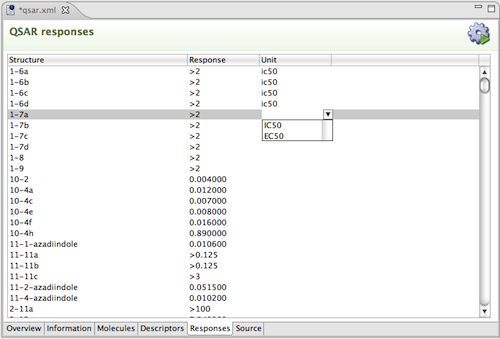 *qsar.xml
QSAR responses
Structure Response Unit
1-6a >2 ic50
1-6b >2 ic50
1-6c >2 ic50
1-6d >2 ic50
1-7a >2
1-7b >2 IC50
1-7c >2 EC50
1-7d >2
1-8 >2
1-9 >2
10-2 0.004000
10-4a 0.012000
10-4c 0.007000
10-4e 0.008000
10-4f 0.016000
10-4h 0.890000
11-1-azadiindole 0.010600
11-11a >0.125
11-11b >0.125
11-11c >3
11-2-azadiindole 0.051500
11-4-azadiindole 0.010200
2-11a >100
Overview Information Molecules Descriptors Responses Source